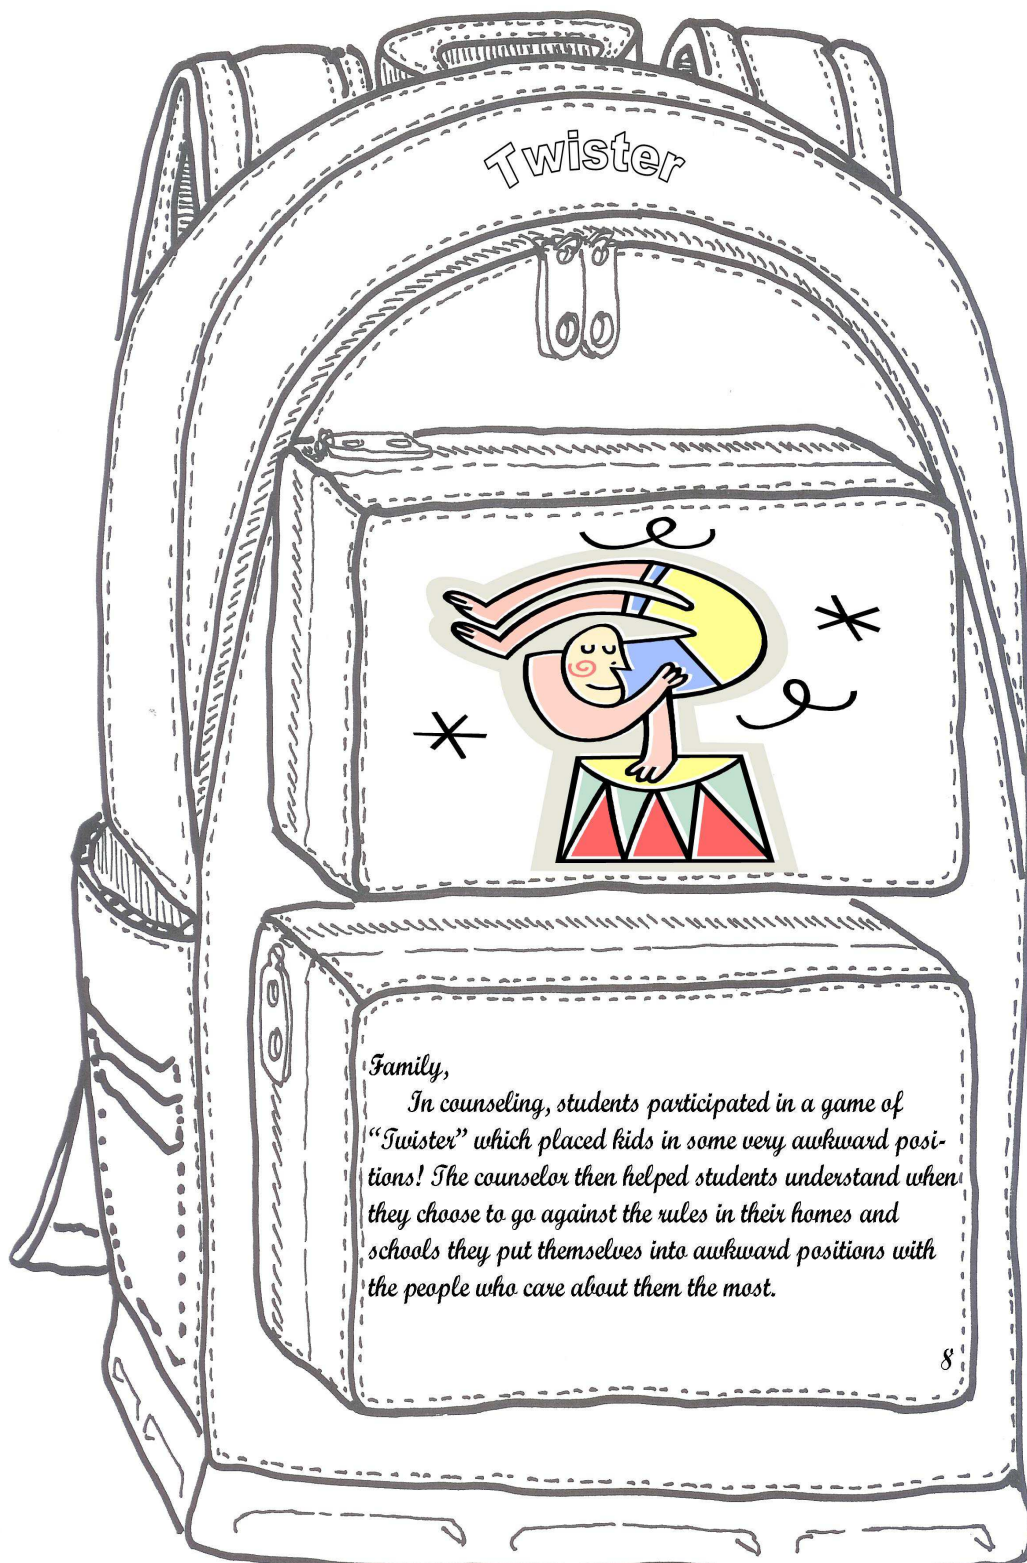 Twister
Family,
In counseling, students participated in a game of
“Twister” which placed kids in some very awkward posi-
tions! The counselor then helped students understand when
they choose to go against the rules in their homes and
schools they put themselves into awkward positions with
the people who care about them the most.
8